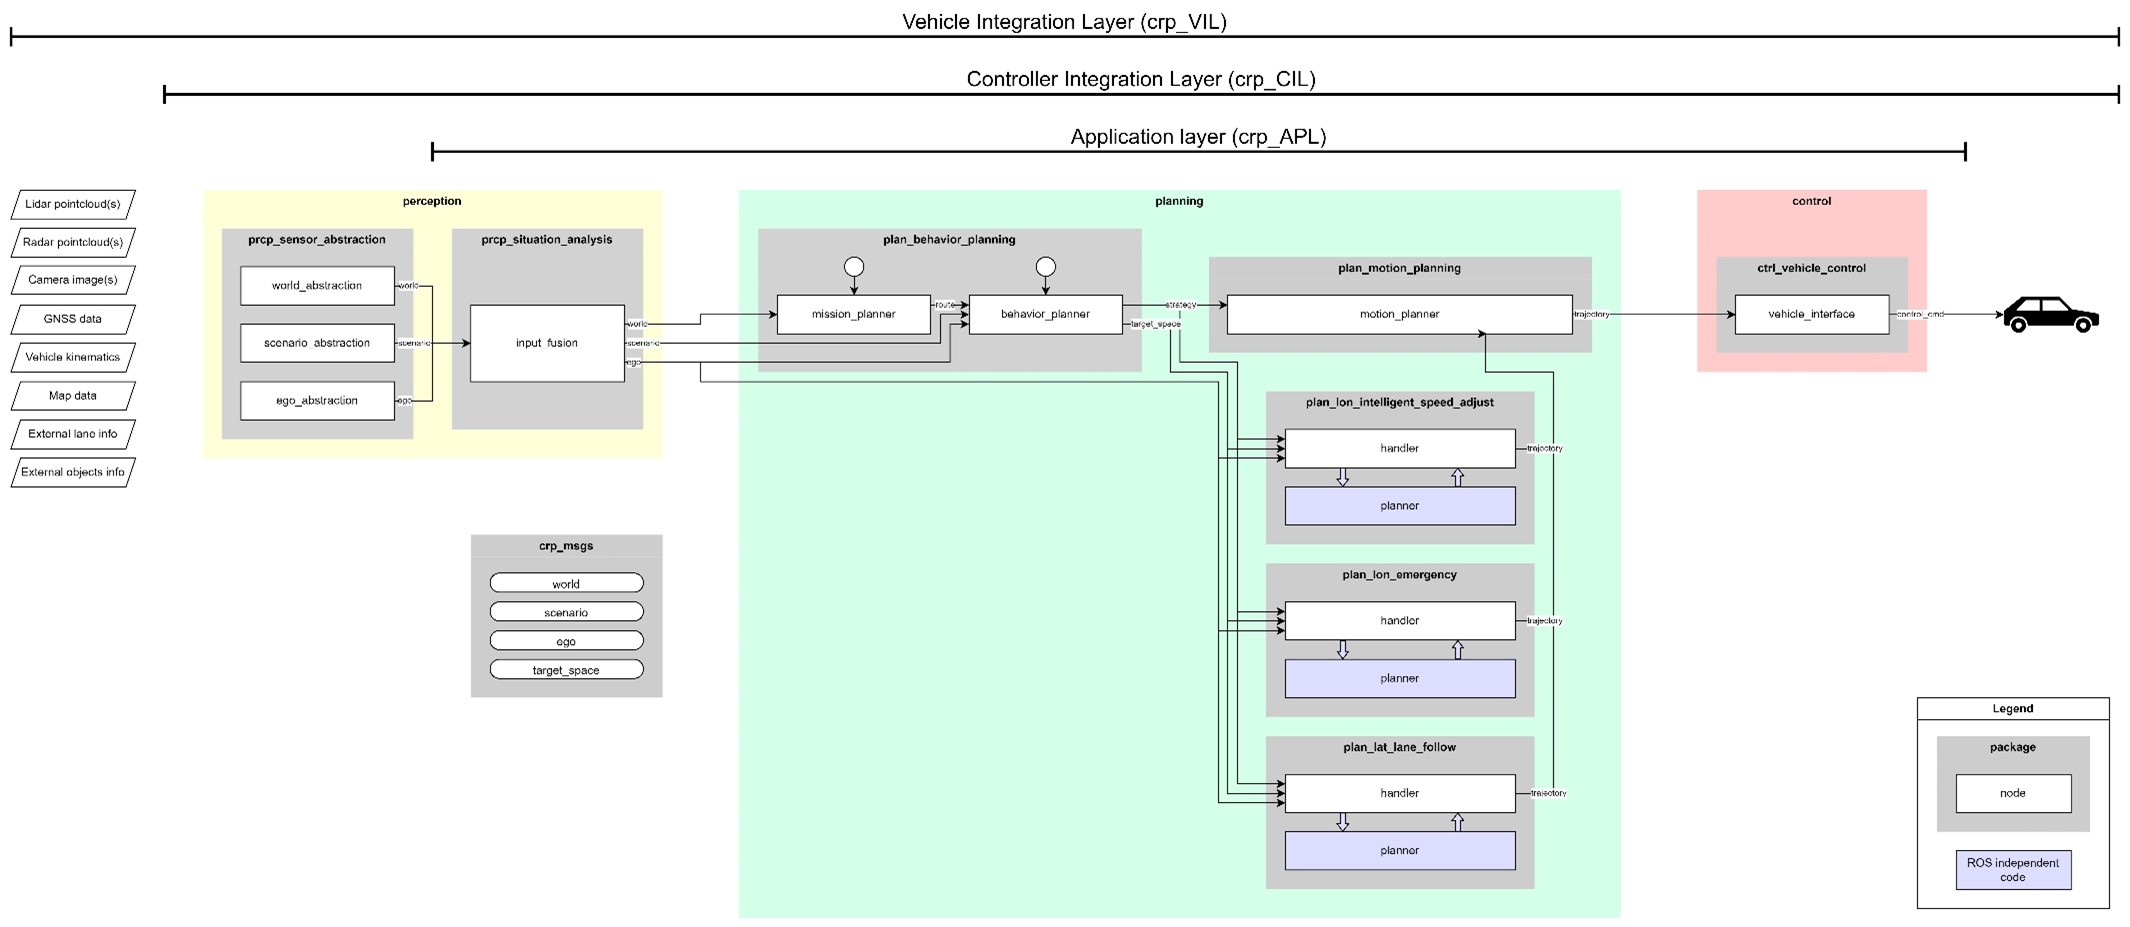 Vehicle Integration Layer (crp_VIL)
Controller Integration Layer (crp_CIL)
Application layer (crp_APL)
Lidar pointcloud(s)
Radar pointcloud(s)
Camera image(s)
GNSS data
Vehicle kinematics
Map data
External lane info
External objects info
perception
prcp_sensor_abstraction
world_abstraction
world
scenario_abstraction
scenario
ego_abstraction
ego
prcp_situation_analysis
input_fusion
world
scenario
ego
crp_msgs
world
scenario
ego
target_space
planning
plan_behavior_planning
mission_planner
route
behavior_planner
strategy
target_space
plan_motion_planning
motion_planner
trajectory
plan_lon_intelligent_speed_adjust
handler
trajectory
planner
plan_lon_emergency
handler
trajectory
planner
plan_lat_lane_follow
handler
trajectory
planner
control
ctrl_vehicle_control
vehicle_interface
control_cmd
Legend
package
node
ROS independent
code